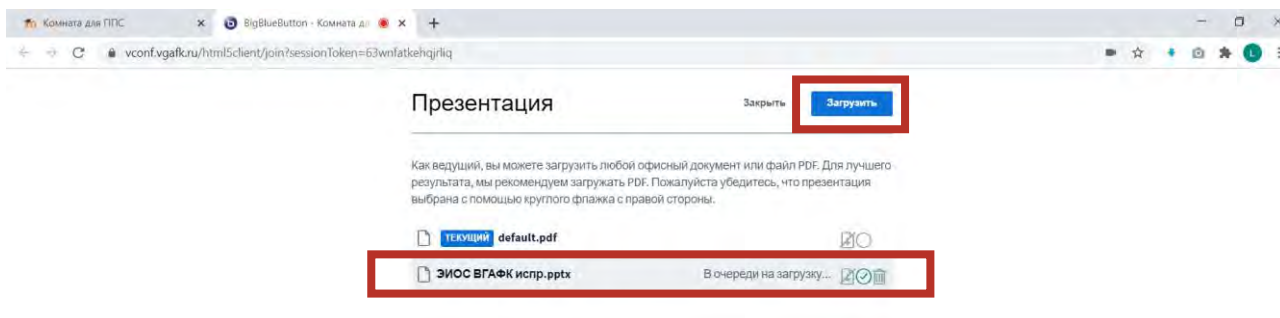 Комната для ППС
BigBlueButton - Комната дл
vconf.vgafk.ru/html5client/join?sessionToken=63wnfatkehqjrliq
L
Презентация
Закрыть
Загрузить
Как ведущий, вы можете загрузить любой офисный документ или файл PDF. Для лучшего
результата, мы рекомендуем загружать PDF. Пожалуйста убедитесь, что презентация
выбрана с помощью круглого флажка с правой стороны.
ТЕКУЩИЙ default.pdf
ЭИОС ВГАФК испр.pptx В очереди на загрузку...